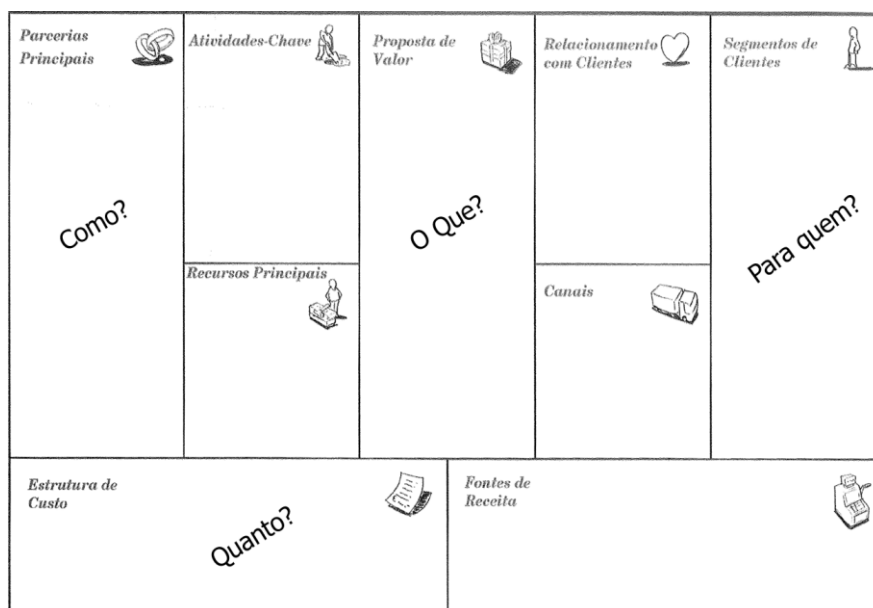 Parcerias
Principais
Como?
Atividades-Chave
Recursos Principais
Proposta de
Valor
O Que?
Relacionamento
com Clientes
Canais
Segmentos de
Clientes
Para quem?
Estrutura de
Custo
Quanto?
Fontes de
Receita